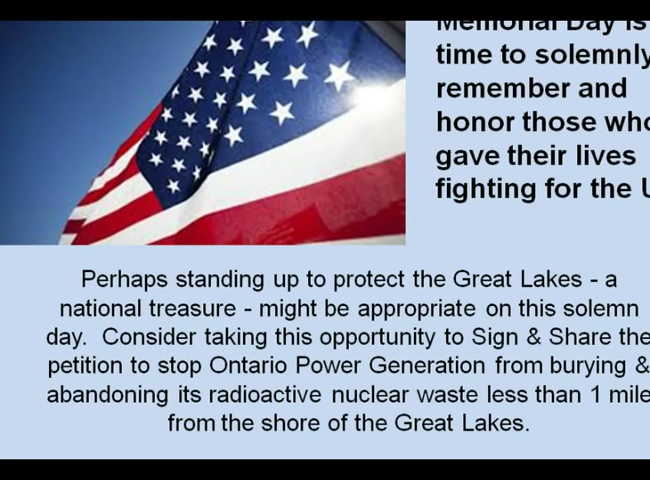 Memorial Day is
time to solemnly
remember and
honor those who
gave their lives
fighting for the U
Perhaps standing up to protect the Great Lakes - a
national treasure - might be appropriate on this solemn
day. Consider taking this opportunity to Sign & Share the
petition to stop Ontario Power Generation from burying &
abandoning its radioactive nuclear waste less than 1 mile
from the shore of the Great Lakes.